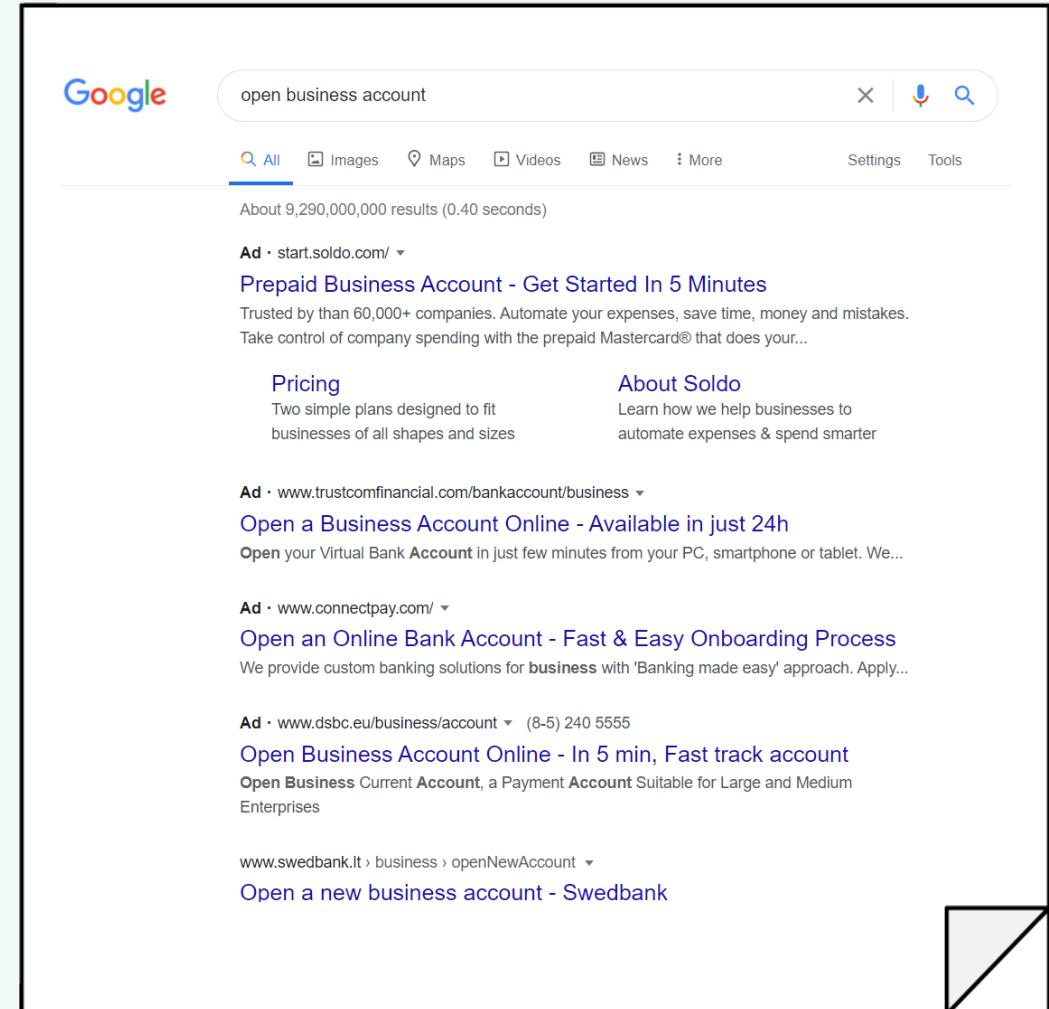 Google
open business account
All Images Maps Videos News More Settings Tools
About 9,290,000,000 results (0.40 seconds)
Ad · start.soldo.com/
Prepaid Business Account - Get Started In 5 Minutes
Trusted by than 60,000+ companies. Automate your expenses, save time, money and mistakes.
Take control of company spending with the prepaid Mastercard® that does your...
Pricing
Two simple plans designed to fit
businesses of all shapes and sizes
About Soldo
Learn how we help businesses to
automate expenses & spend smarter
Ad · www.trustcomfinancial.com/bankaccount/business
Open a Business Account Online - Available in just 24h
Open your Virtual Bank Account in just few minutes from your PC, smartphone or tablet. We...
Ad · www.connectpay.com/
Open an Online Bank Account - Fast & Easy Onboarding Process
We provide custom banking solutions for business with 'Banking made easy' approach. Apply...
Ad · www.dsbc.eu/business/account (8-5) 240 5555
Open Business Account Online - In 5 min, Fast track account
Open Business Current Account, a Payment Account Suitable for Large and Medium
Enterprises
www.swedbank.lt › business › openNewAccount
Open a new business account - Swedbank